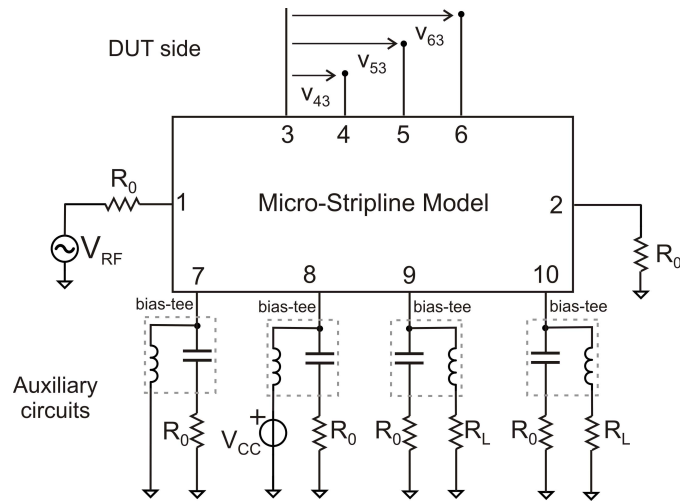 DUT side
v63
v53
v43
3 4 5 6
R0
1
Micro-Stripline Model
2
VRF
R0
7 8 9 10
bias-tee bias-tee bias-tee bias-tee
Auxiliary
circuits
R0 VCC + R0 R0 RL R0 RL